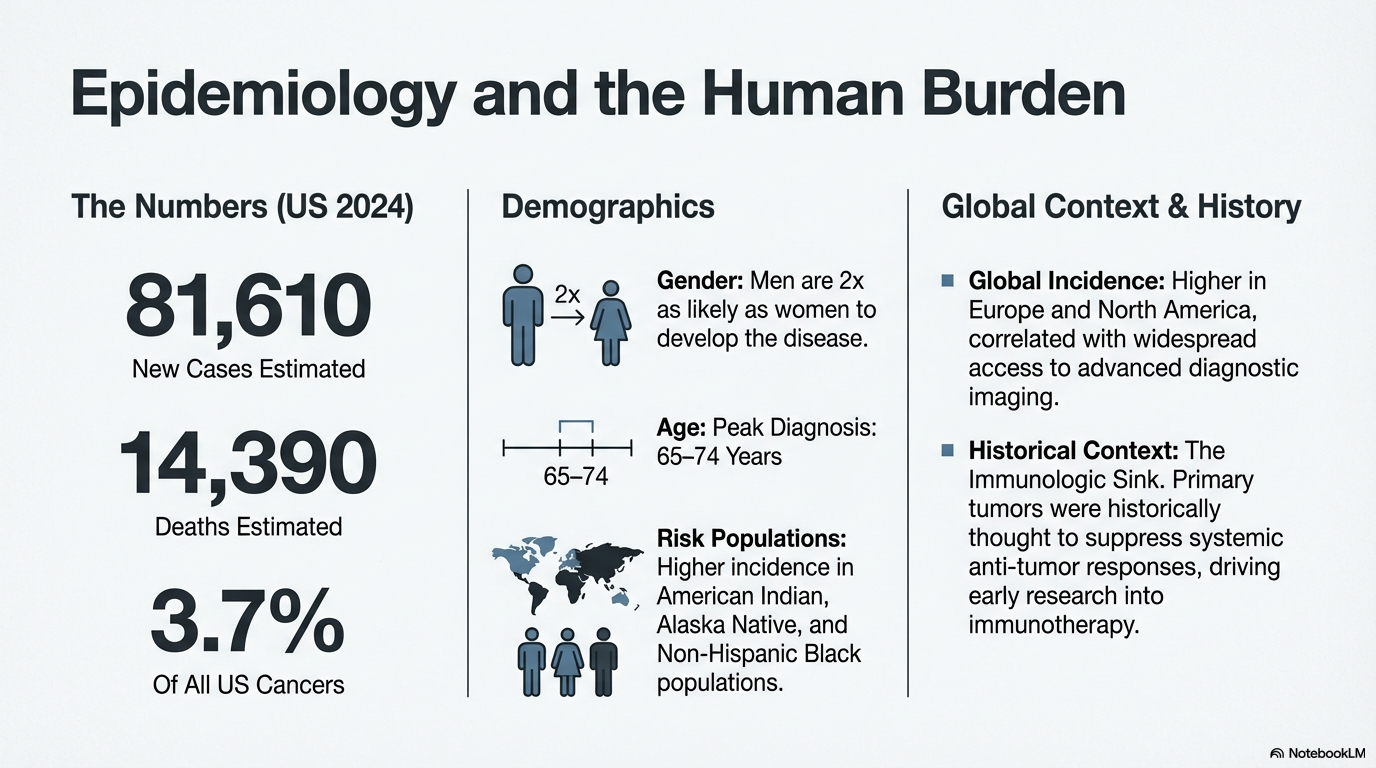 Epidemiology and the Human Burden
The Numbers (US 2024)
81,610
New Cases Estimated
14,390
Deaths Estimated
3.7%
Of All US Cancers
Demographics
2x
Gender: Men are 2x
as likely as women to
develop the disease.
65–74
Age: Peak Diagnosis:
65–74 Years
Risk Populations:
Higher incidence in
American Indian,
Alaska Native, and
Non-Hispanic Black
populations.
Global Context & History
Global Incidence: Higher in
Europe and North America,
correlated with widespread
access to advanced diagnostic
imaging.
Historical Context: The
Immunologic Sink. Primary
tumors were historically
thought to suppress systemic
anti-tumor responses, driving
early research into
immunotherapy.
NotebookLM